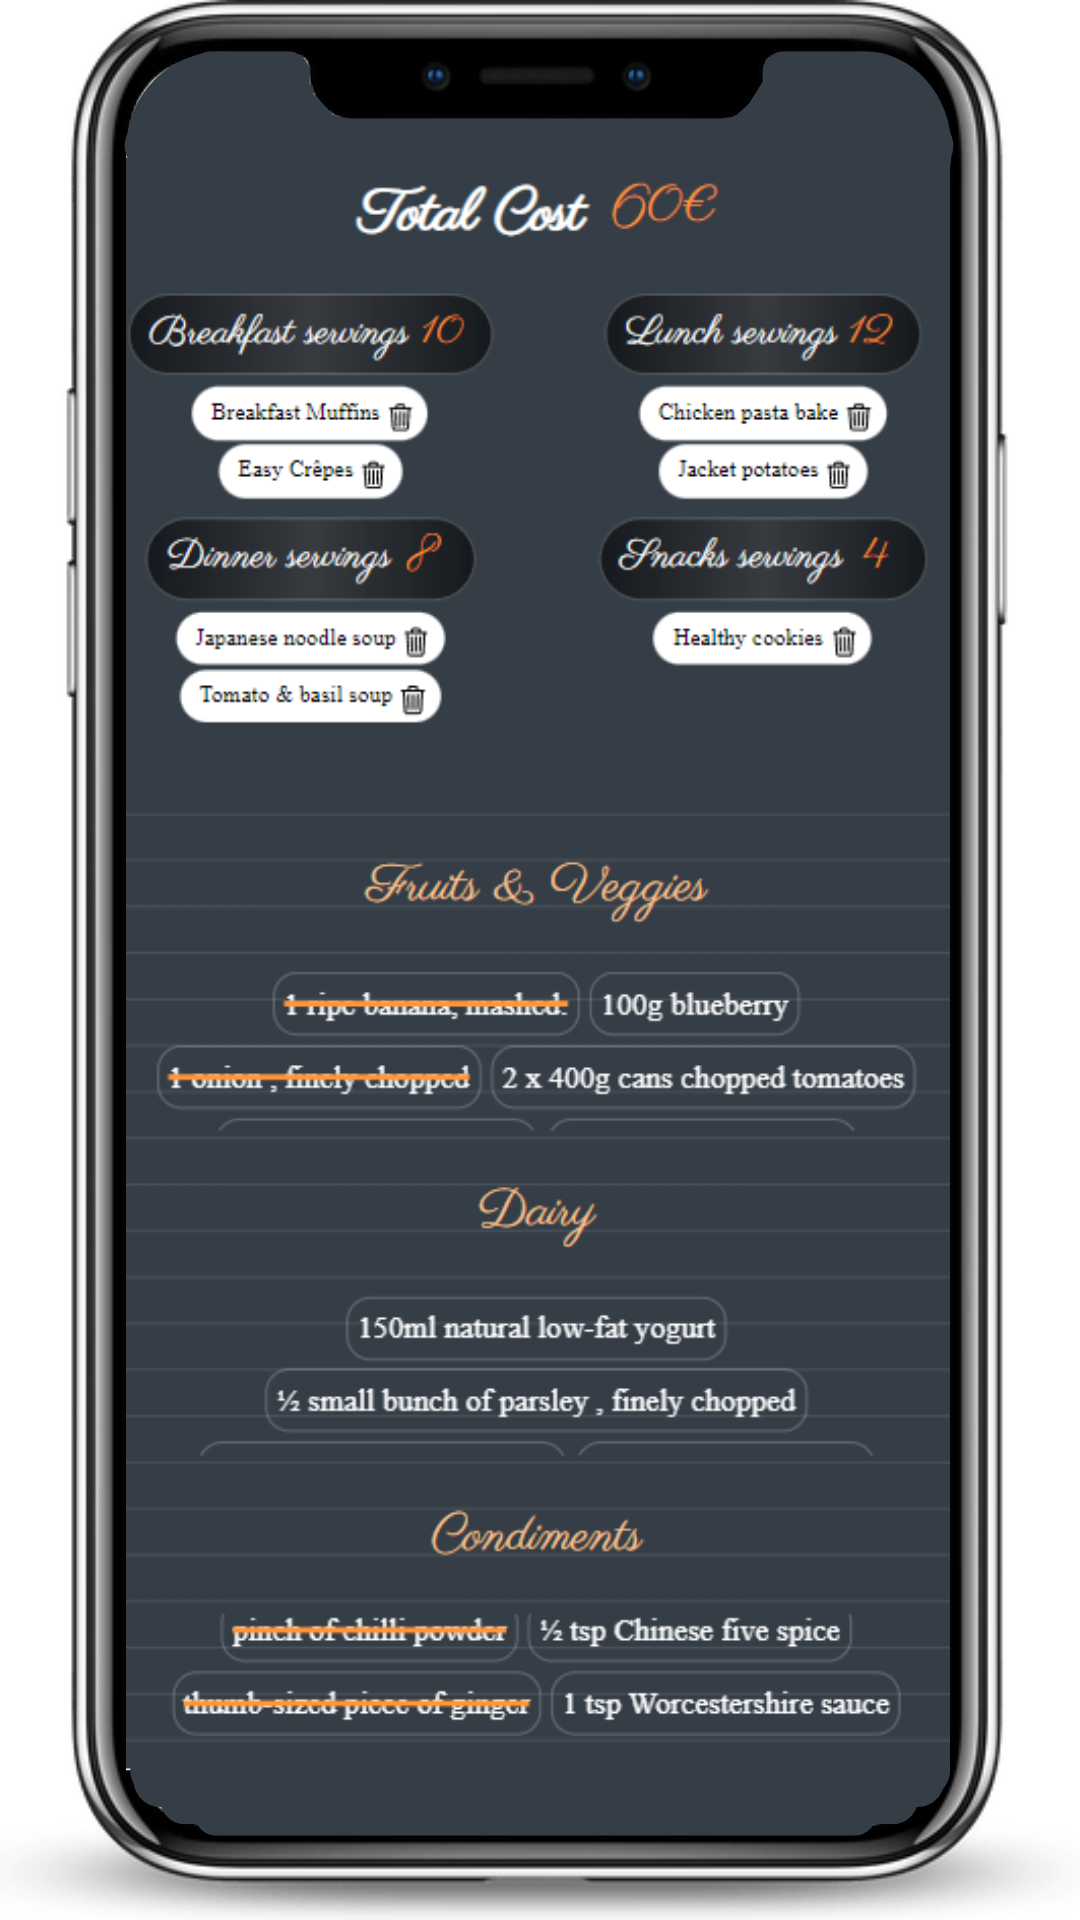 Total Cost 60€
Breakfast servings 10
Lunch servings 12
Breakfast Muffins
Chicken pasta bake
Easy Crêpes
Jacket potatoes
Dinner servings 8
Snacks servings 4
Japanese noodle soup
Healthy cookies
Tomato & basil soup
Fruits & Veggies
1 ripe banana, mashed. 100g blueberry
1 onion , finely chopped 2 x 400g cans chopped tomatoes
Dairy
150ml natural low-fat yogurt
½ small bunch of parsley , finely chopped
Condiments
pinch of chilli powder ½ tsp Chinese five spice
thumb-sized piece of ginger 1 tsp Worcestershire sauce